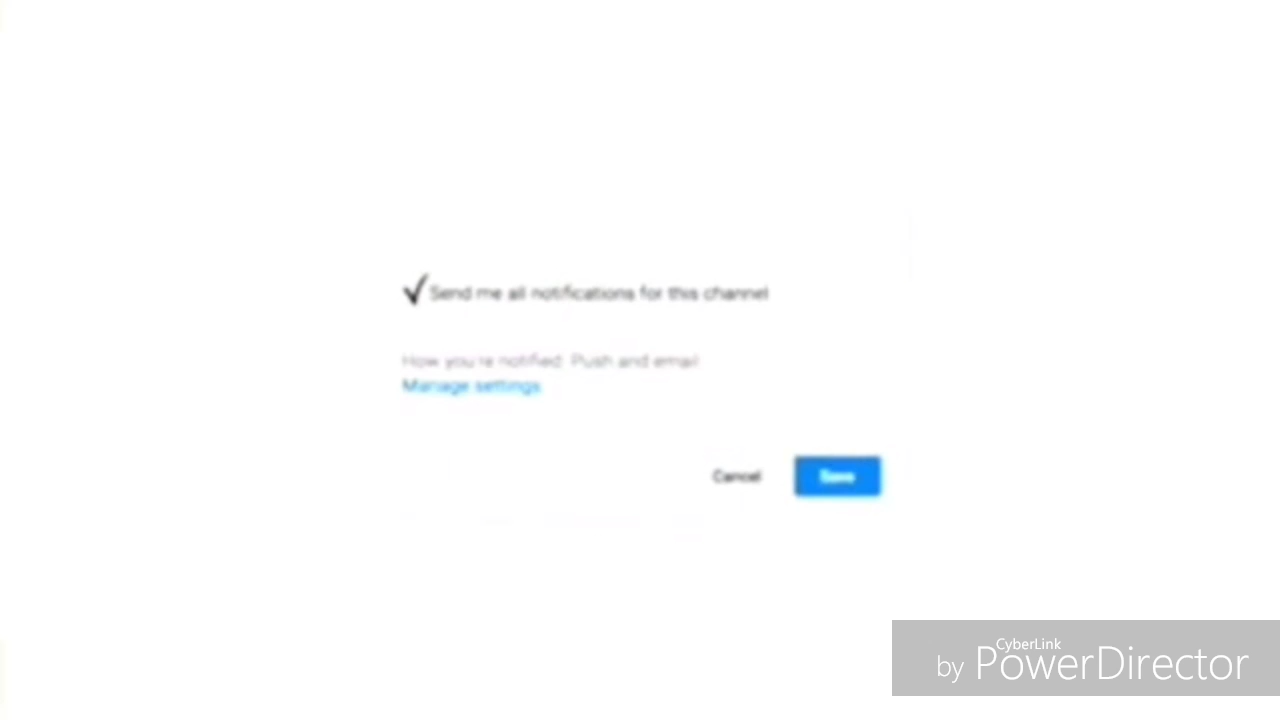 Send me all notifications for this channel
How you're notified: Push and email
Manage settings
Cancel
Save
CyberLink
by PowerDirector